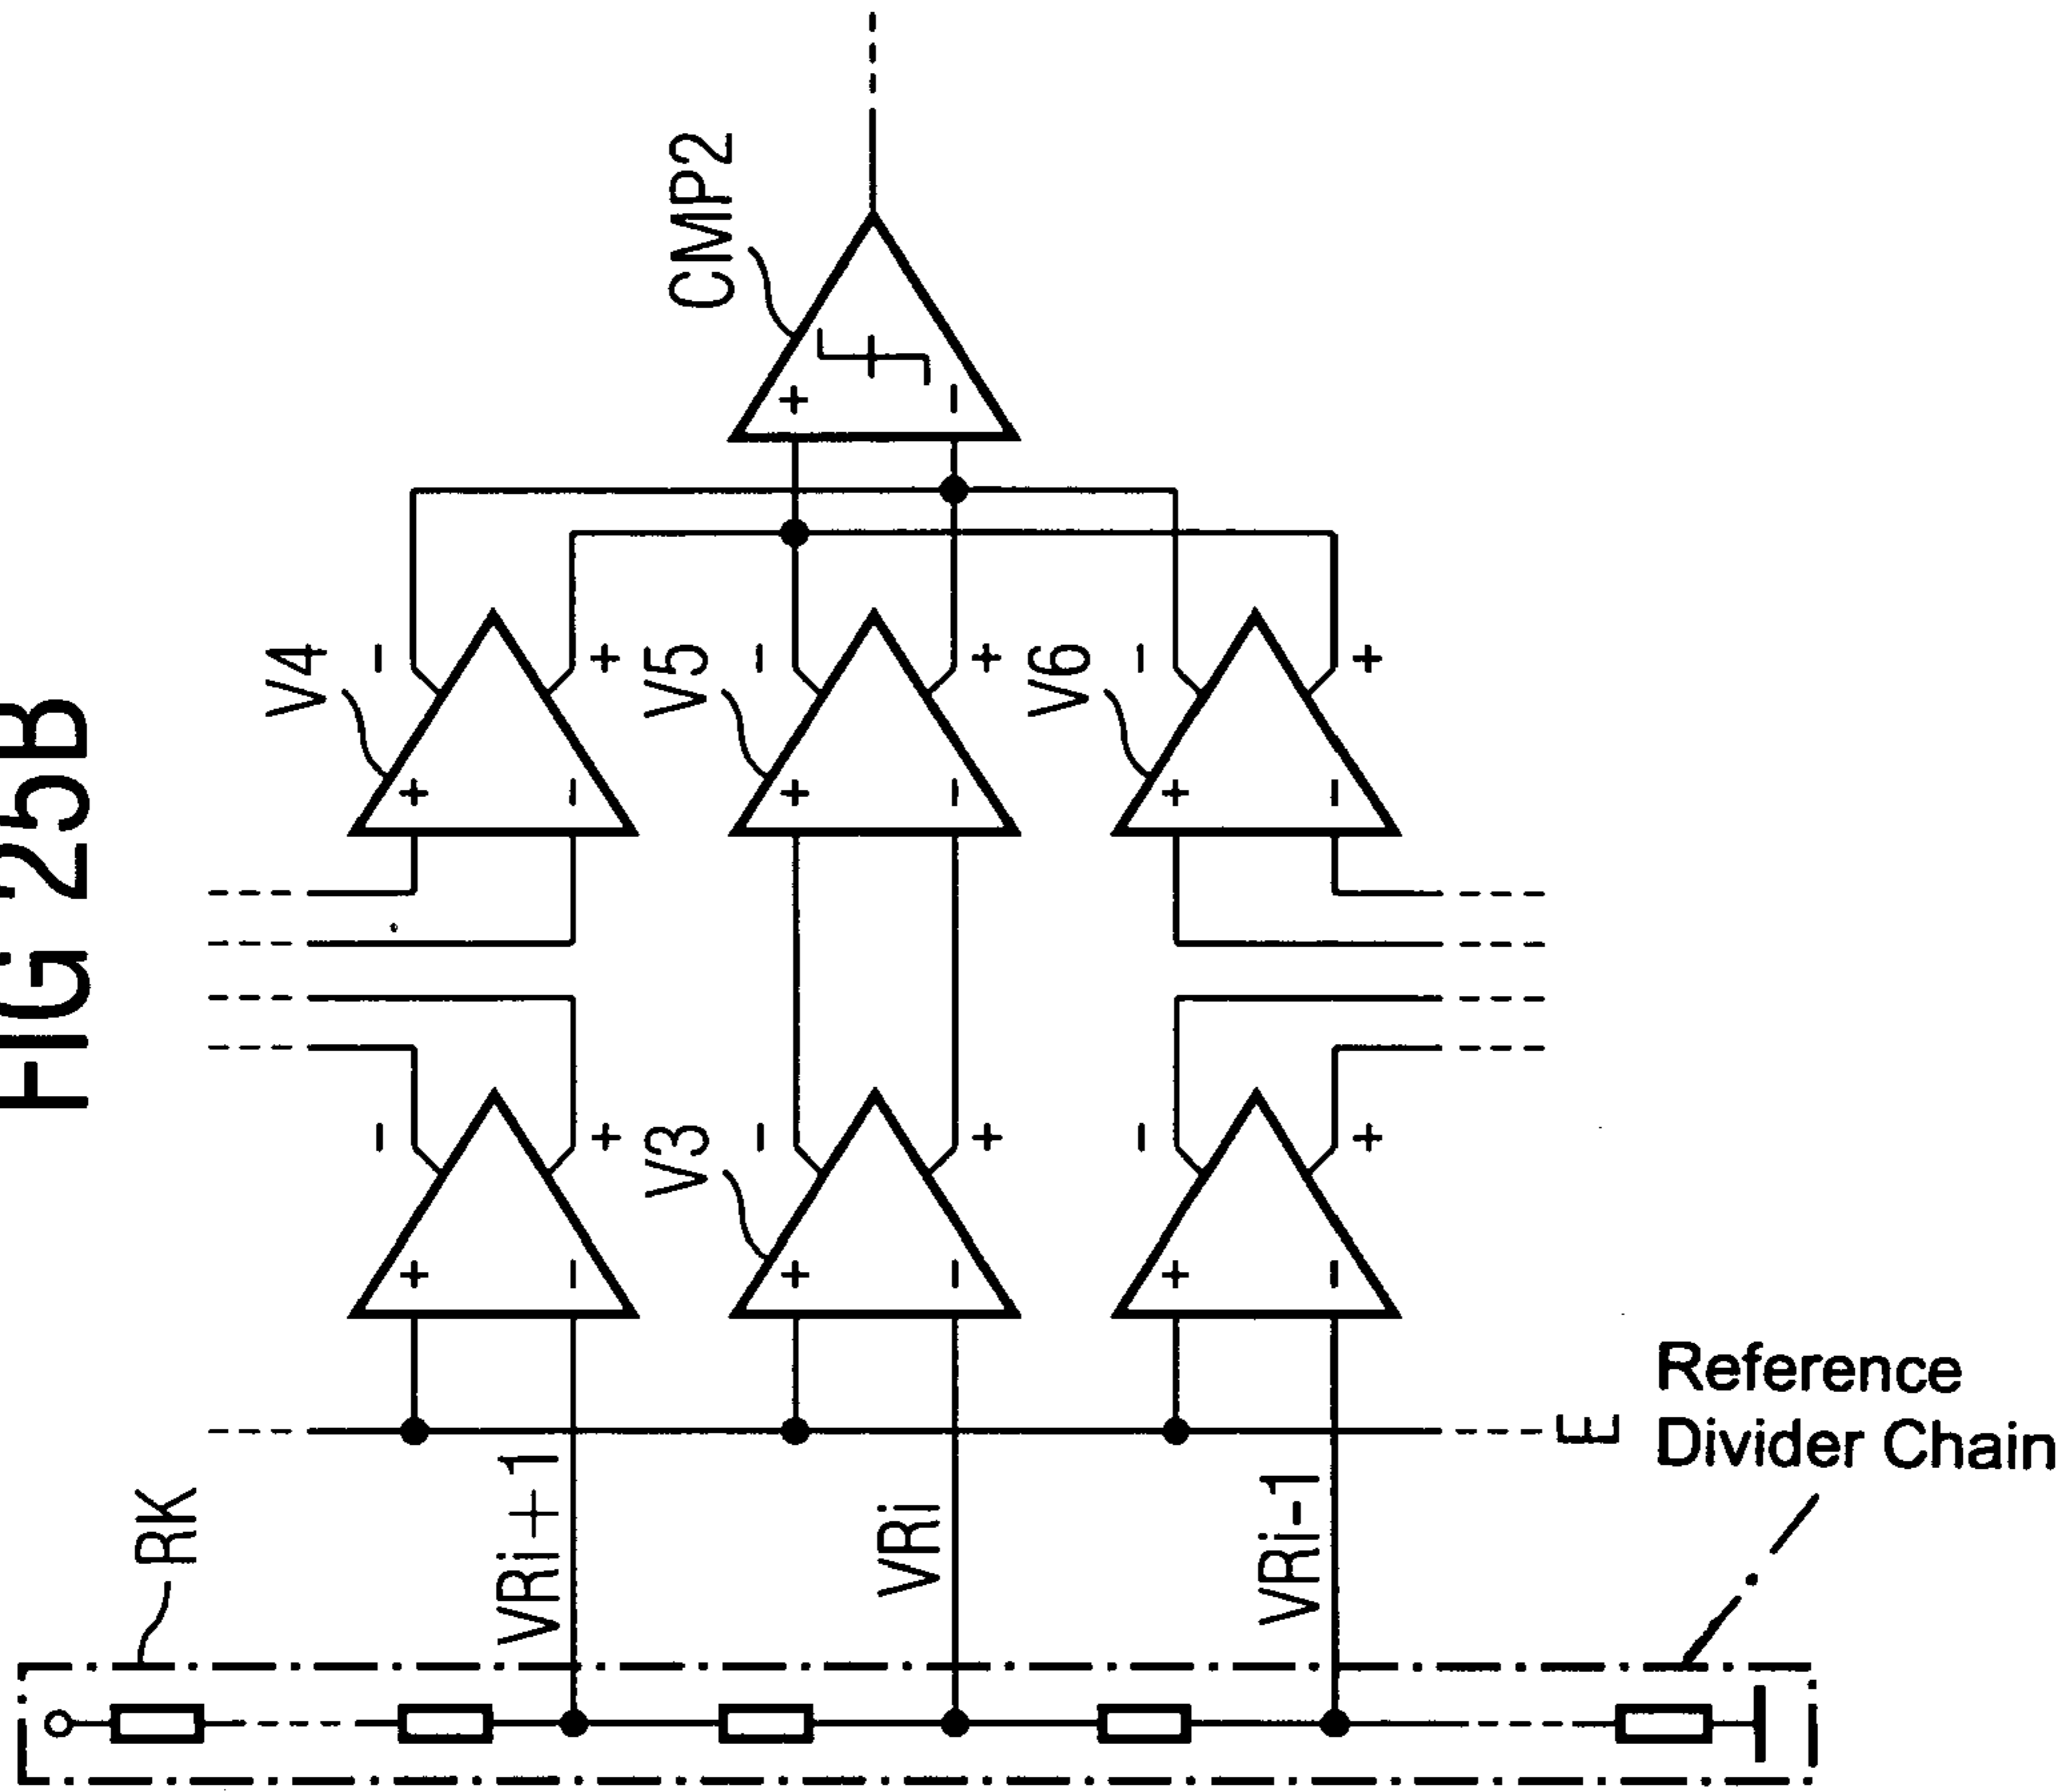 FIG 25B
CMP2
V4
V5
V6
- + - + - +
+ - + - + -
V3
- + - + - +
+ - + - + -
+ -
E
VRi+1
VRi
VRi-1
RK
Reference
Divider Chain